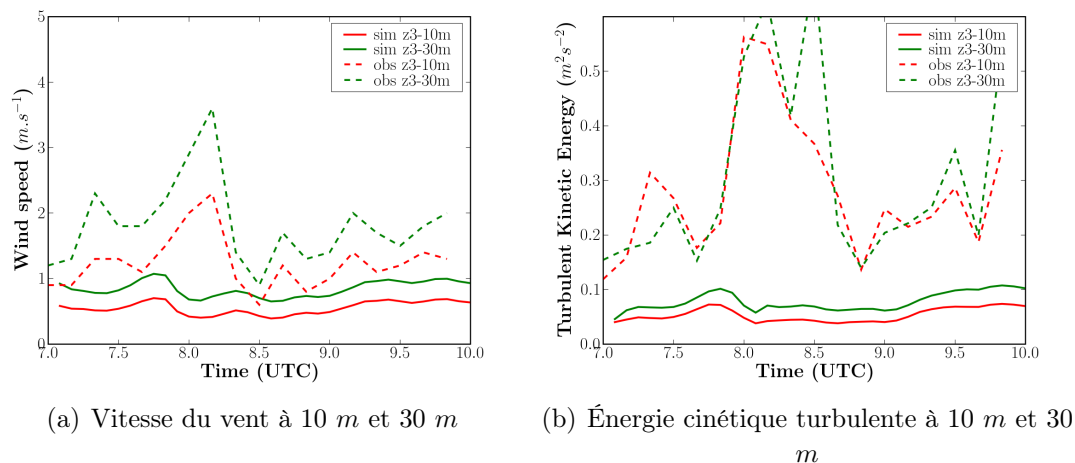 5
4
3
2
1
0
7.0 7.5 8.0 8.5 9.0 9.5 10.0
Time (UTC)
Wind speed (m.s⁻¹)
sim z3-10m
sim z3-30m
obs z3-10m
obs z3-30m
(a) Vitesse du vent à 10 m et 30 m
0.5
0.4
0.3
0.2
0.1
0.0
7.0 7.5 8.0 8.5 9.0 9.5 10.0
Time (UTC)
Turbulent Kinetic Energy (m²s⁻²)
sim z3-10m
sim z3-30m
obs z3-10m
obs z3-30m
(b) Énergie cinétique turbulente à 10 m et 30
m